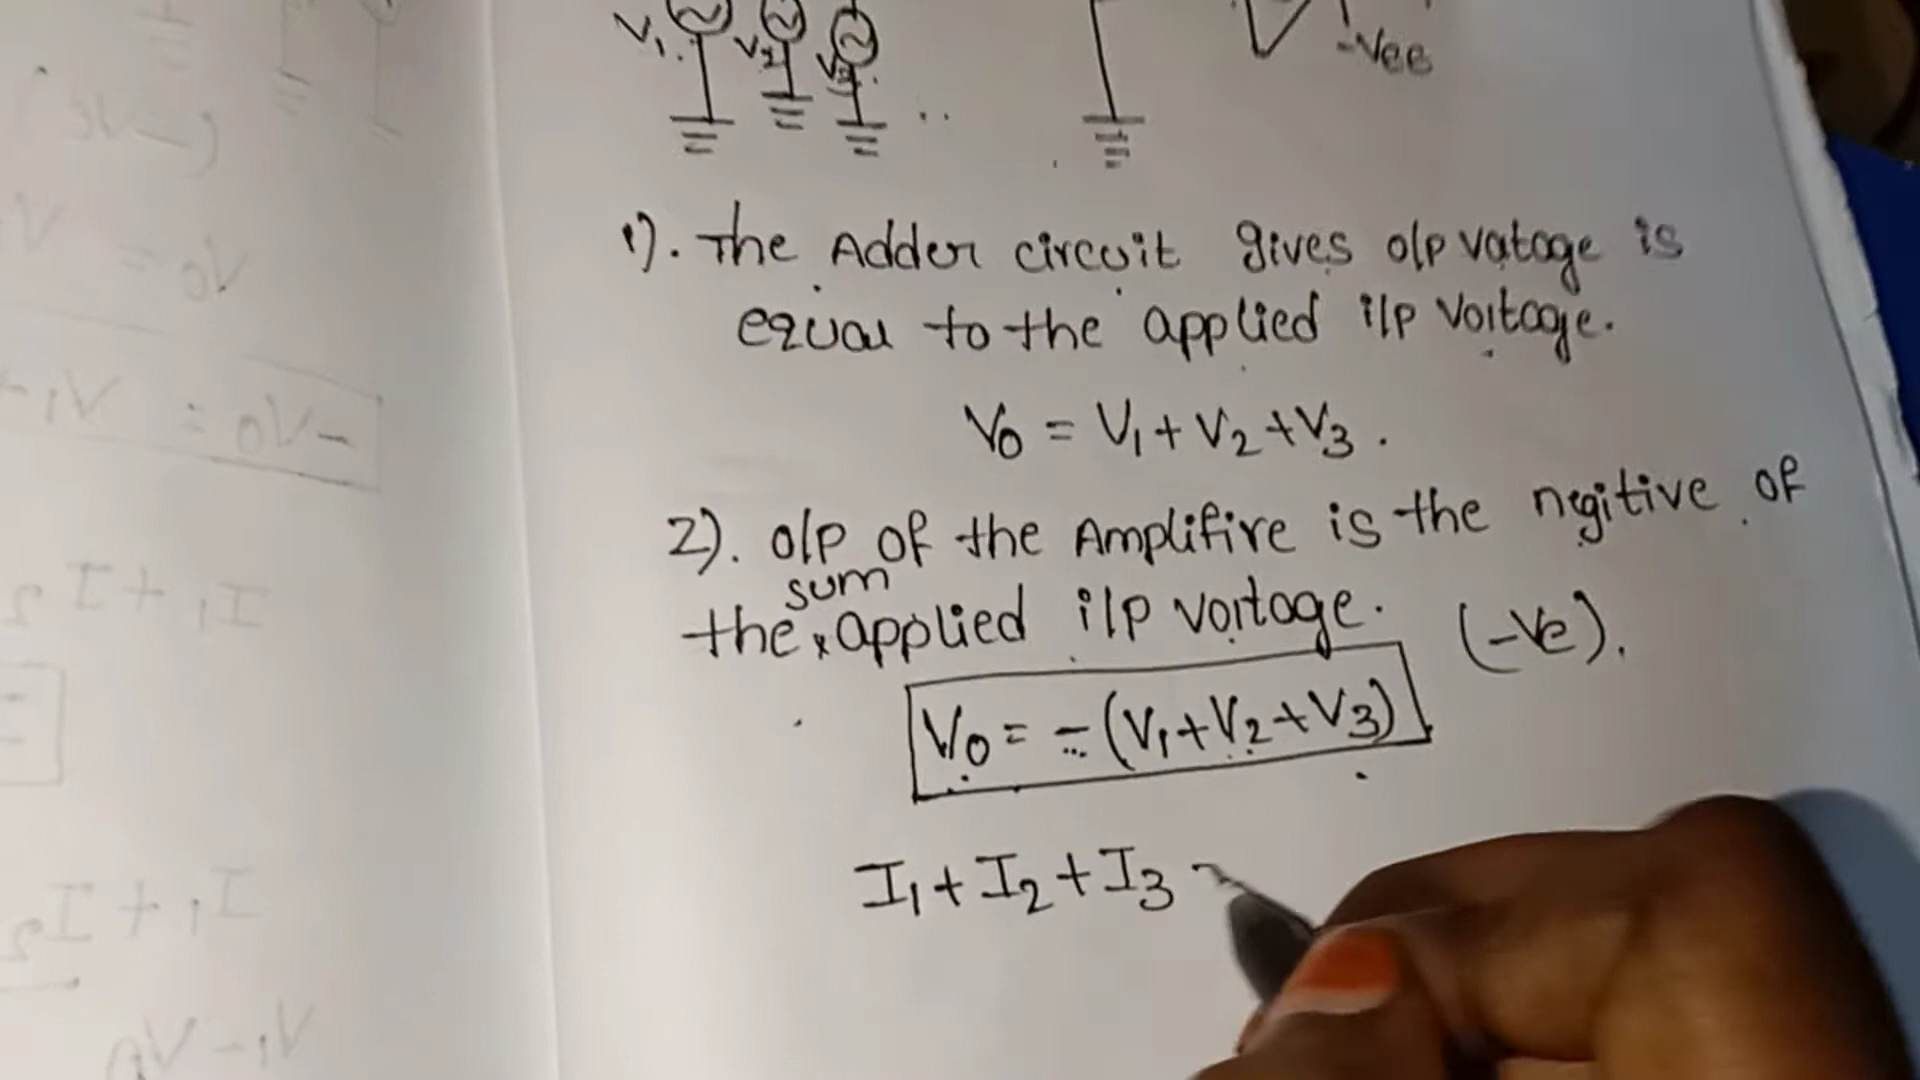 V1 V2 V3 -Vee
1). The Adder circuit gives o/p vatage is
equal to the applied i/p voltage.
V0 = V1 + V2 + V3 .
2). o/p of the Amplifire is the negitive of
sum
the applied i/p voltage. (-Ve).
V0 = -(V1+V2+V3)
I1 + I2 + I3